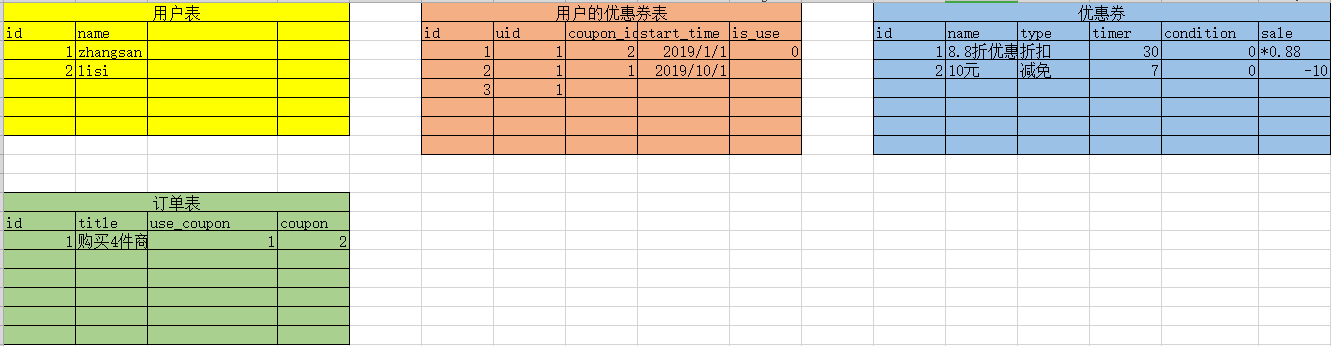 用户表 用户的优惠券表 优惠券
id name id uid coupon_id start_time is_use id name type timer condition sale
1 zhangsan 1 1 2 2019/1/1 0 1 8.8折优惠 折扣 30 0 *0.88
2 lisi 2 1 1 2019/10/1 2 10元 减免 7 0 -10
3 1
订单表
id title use_coupon coupon
1 购买4件商 1 2